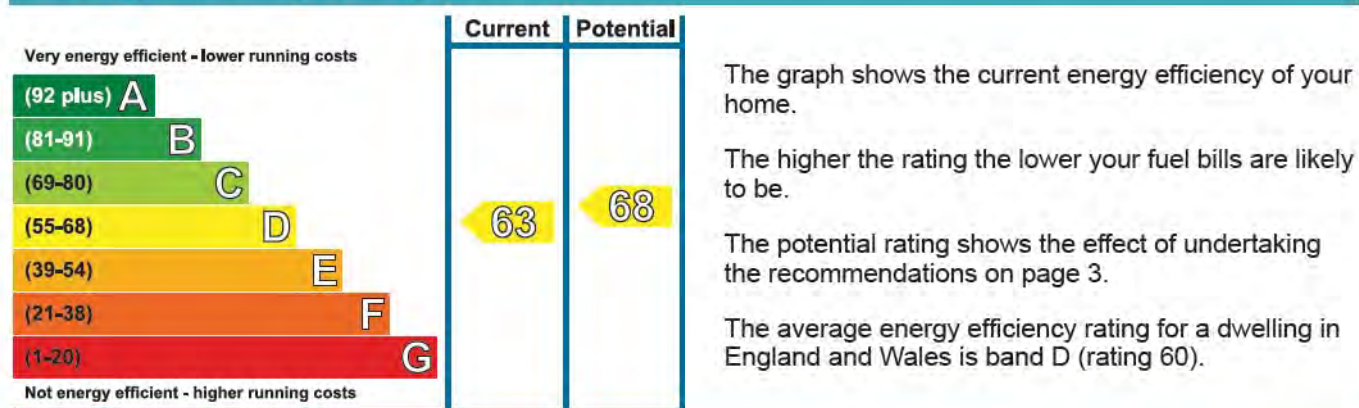 Current Potential
Very energy efficient - lower running costs
(92 plus) A
(81-91) B
(69-80) C
(55-68) D
(39-54) E
(21-38) F
(1-20) G
Not energy efficient - higher running costs
63
68
The graph shows the current energy efficiency of your
home.
The higher the rating the lower your fuel bills are likely
to be.
The potential rating shows the effect of undertaking
the recommendations on page 3.
The average energy efficiency rating for a dwelling in
England and Wales is band D (rating 60).